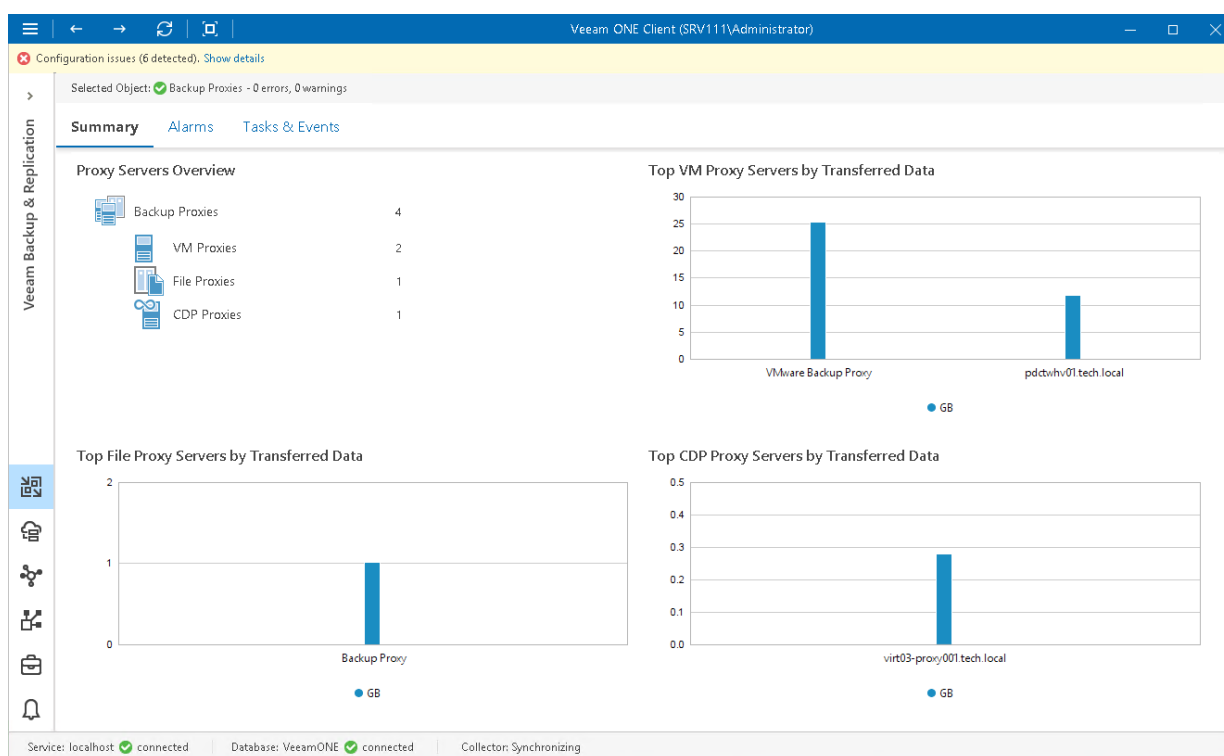 Veeam ONE Client (SRV111\Administrator)
Configuration issues (6 detected). Show details
Selected Object: Backup Proxies - 0 errors, 0 warnings
Veeam Backup & Replication
Summary Alarms Tasks & Events
Proxy Servers Overview
Backup Proxies 4
VM Proxies 2
File Proxies 1
CDP Proxies 1
Top VM Proxy Servers by Transferred Data
30
25
20
15
10
5
0
VMware Backup Proxy pdctwhv01.tech.local
GB
Top File Proxy Servers by Transferred Data
2
1
0
Backup Proxy
GB
Top CDP Proxy Servers by Transferred Data
0.5
0.4
0.3
0.2
0.1
0.0
virt03-proxy001.tech.local
GB
Service: localhost connected Database: VeeamONE connected Collector: Synchronizing